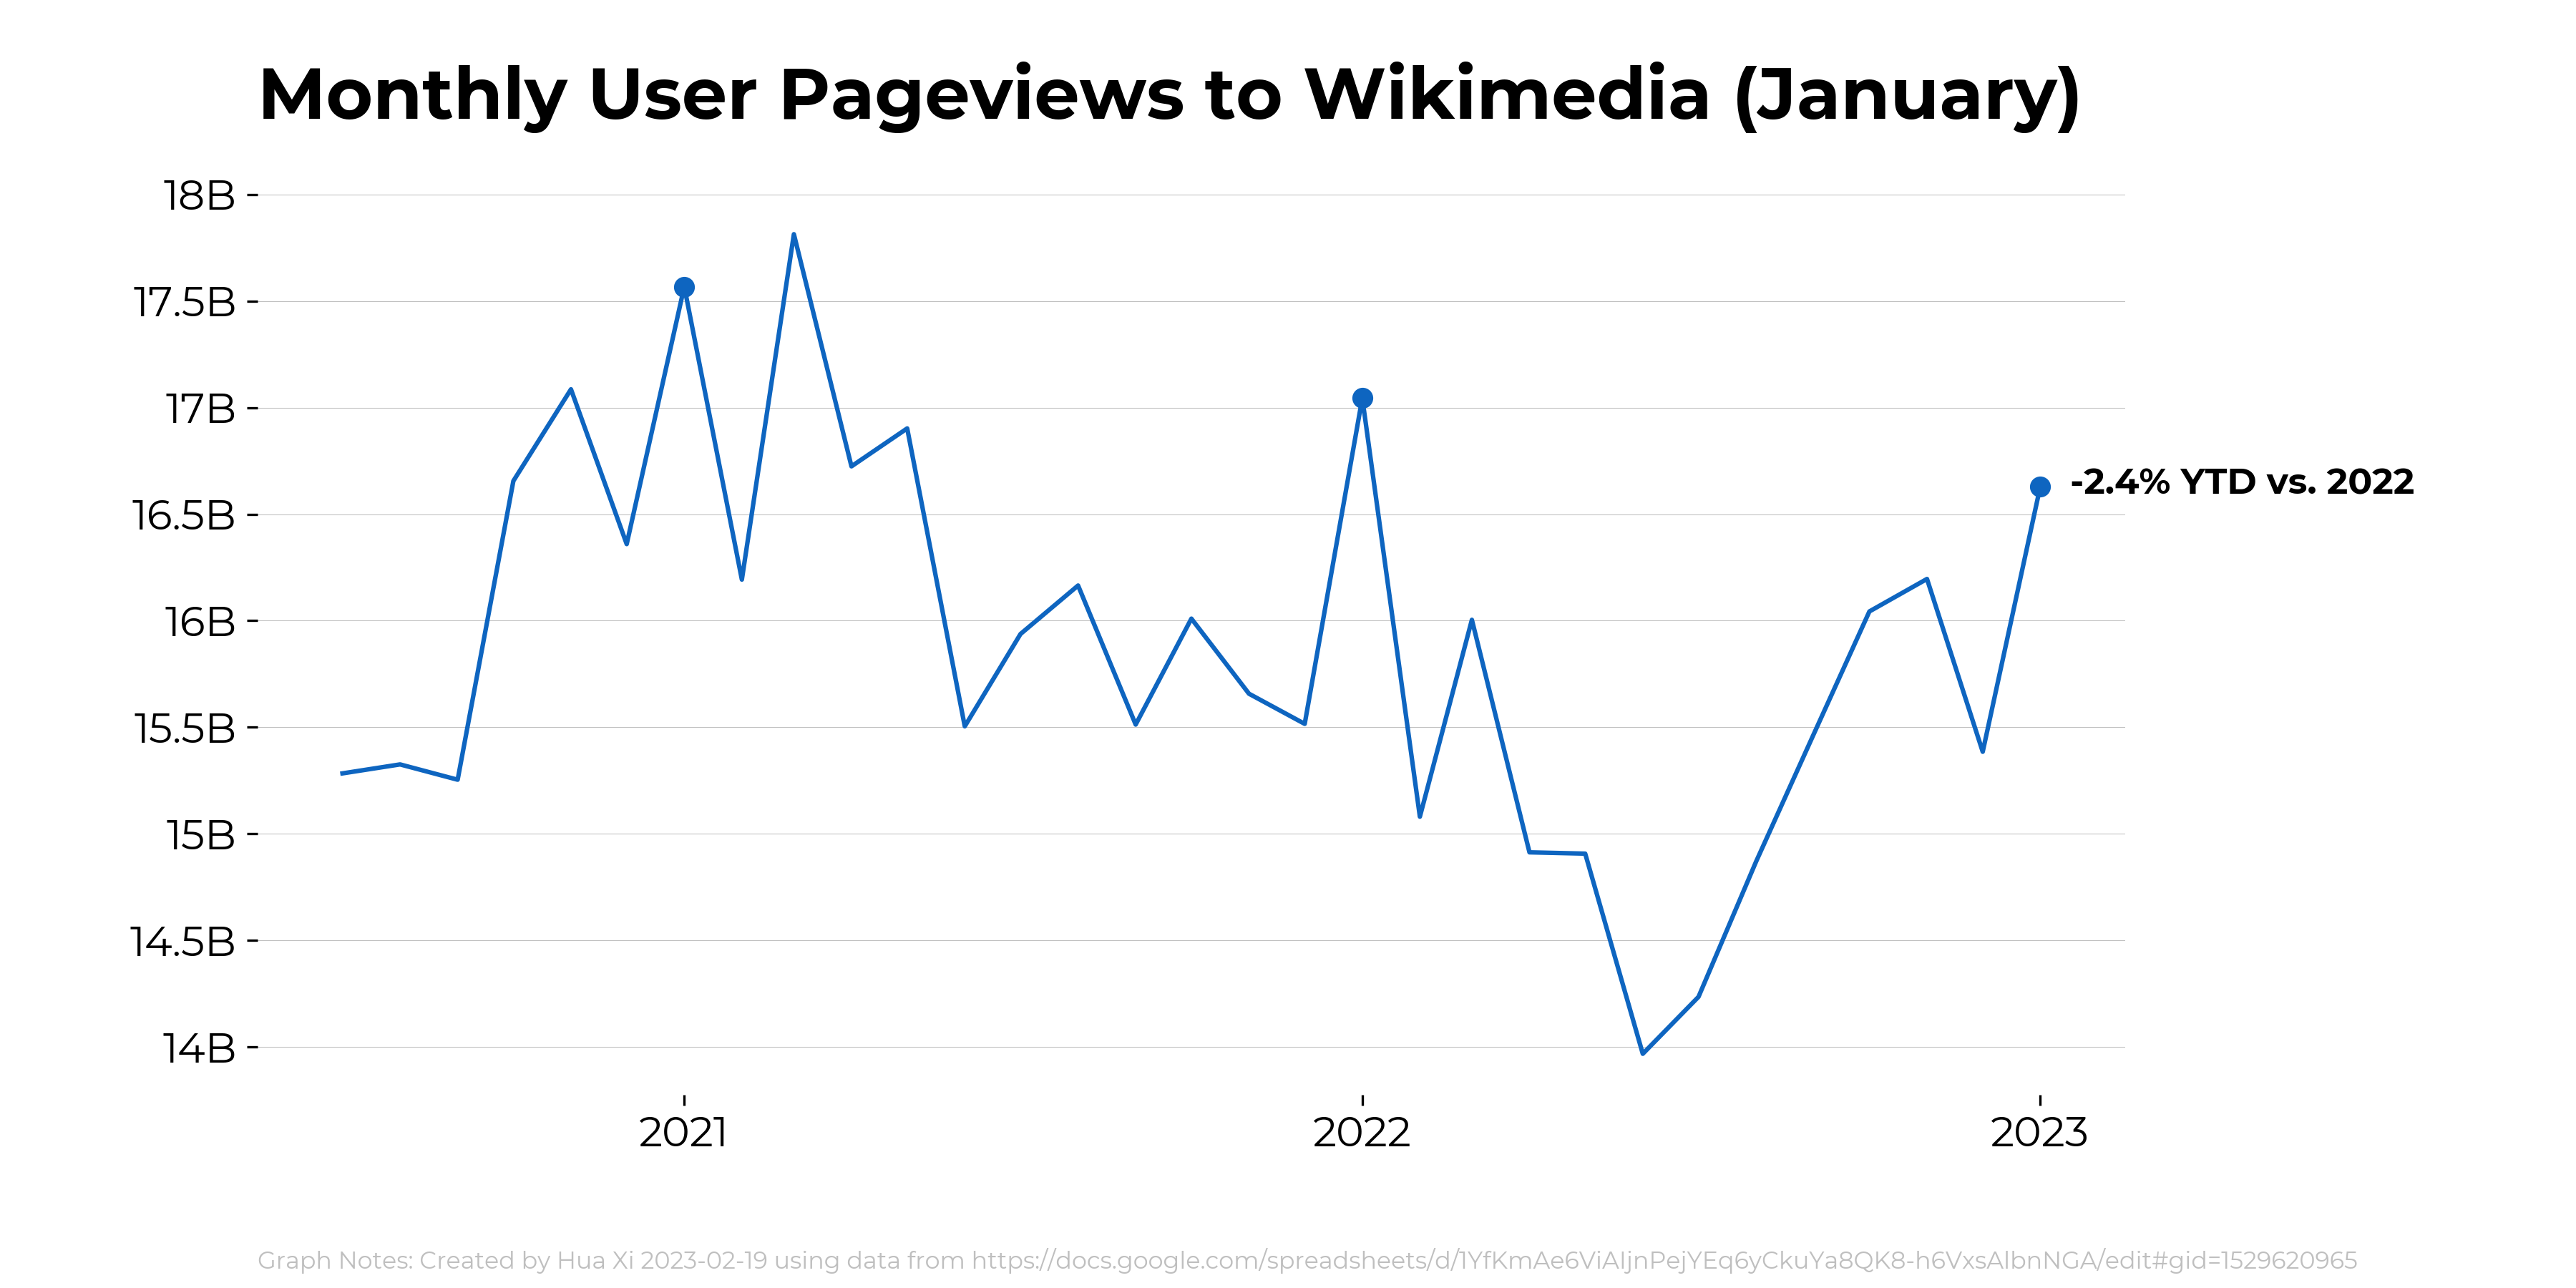 Monthly User Pageviews to Wikimedia (January)
18B
17.5B
17B
-2.4% YTD vs. 2022
16.5B
16B
15.5B
15B
14.5B
14B
2021 2022 2023
Graph Notes: Created by Hua Xi 2023-02-19 using data from https://docs.google.com/spreadsheets/d/1YfKmAe6ViAIjnPejYEq6yCkuYa8QK8-h6VxsAlbnNGA/edit#gid=1529620965